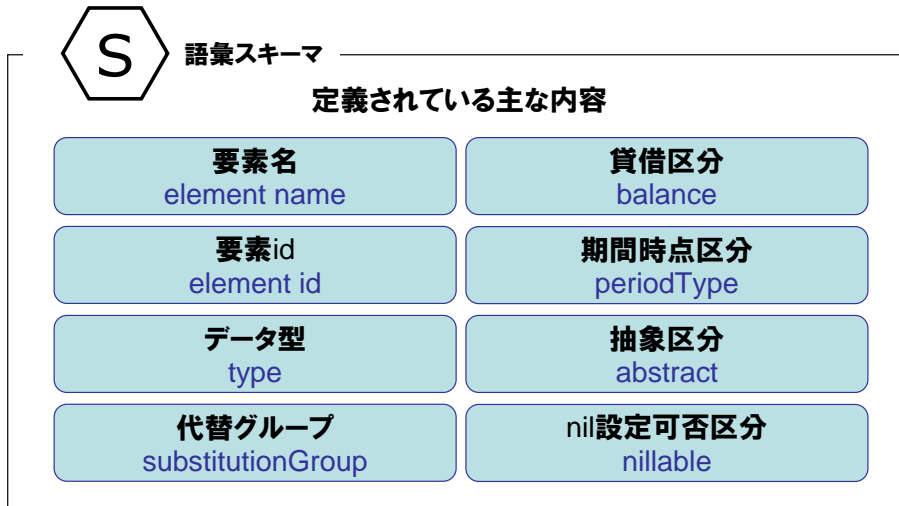 S
語彙スキーマ
定義されている主な内容
要素名
element name
貸借区分
balance
要素id
element id
期間時点区分
periodType
データ型
type
抽象区分
abstract
代替グループ
substitutionGroup
nil設定可否区分
nillable